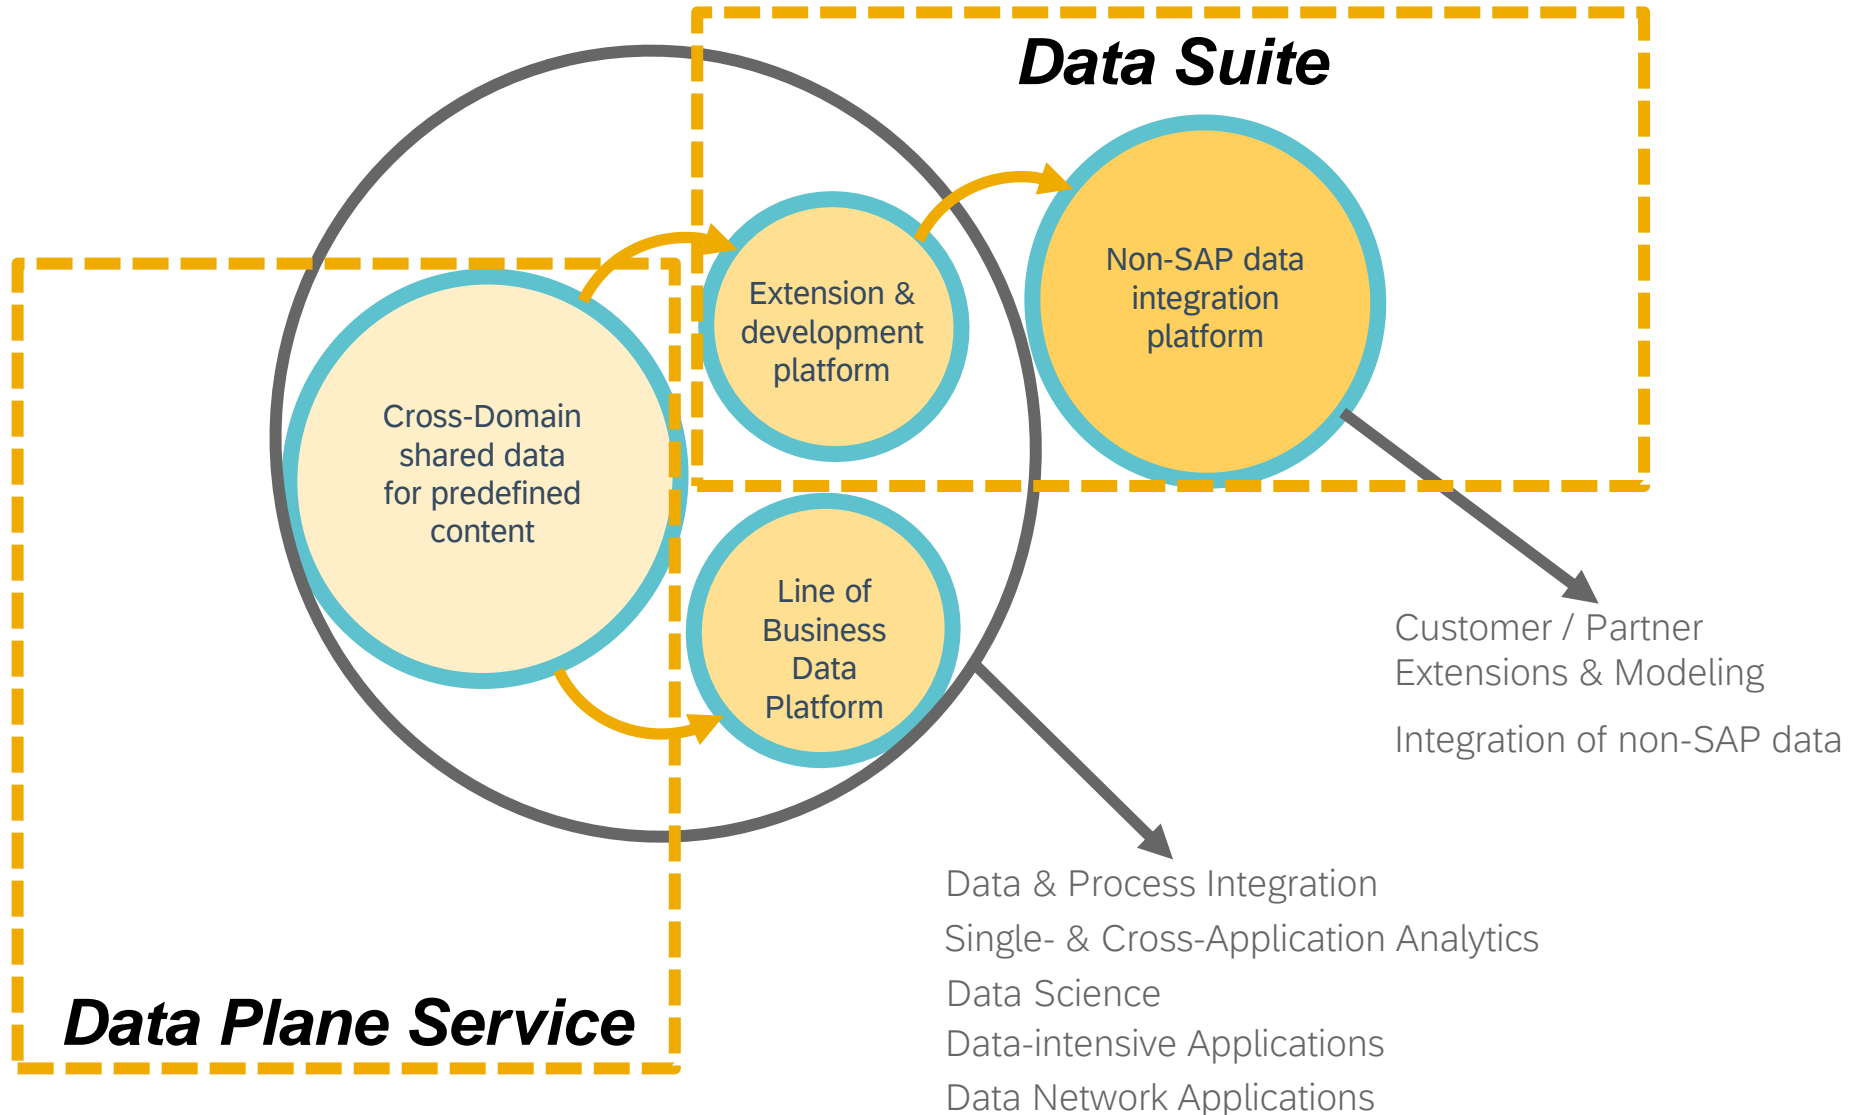 Data Suite
Non-SAP data
integration
platform
Extension &
development
platform
Cross-Domain
shared data
for predefined
content
Line of
Business
Data
Platform
Customer / Partner
Extensions & Modeling
Integration of non-SAP data
Data & Process Integration
Single- & Cross-Application Analytics
Data Science
Data-intensive Applications
Data Network Applications
Data Plane Service